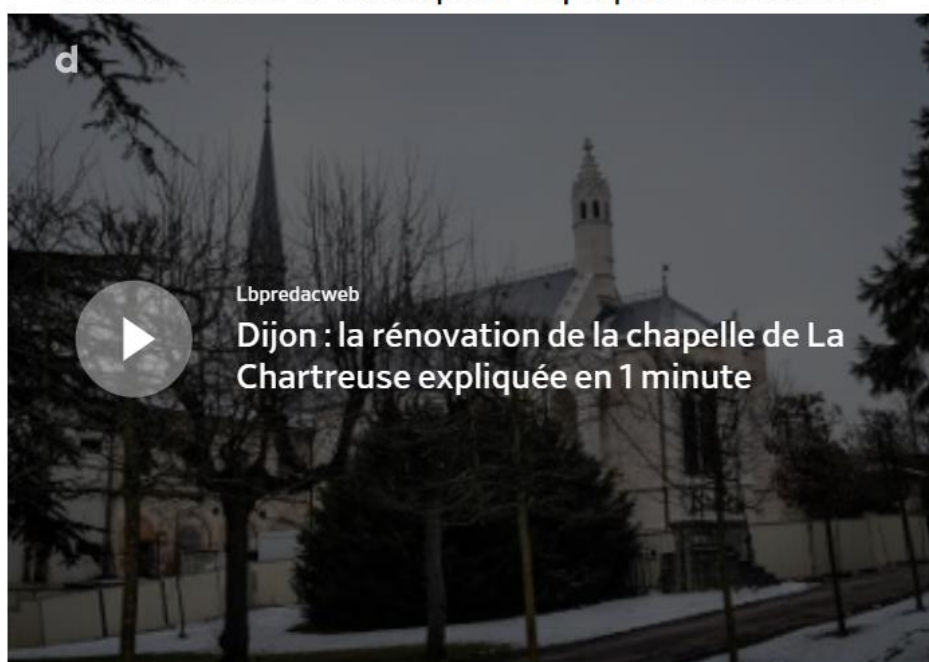 d
Lbpredacweb
Dijon : la rénovation de la chapelle de La
Chartreuse expliquée en 1 minute